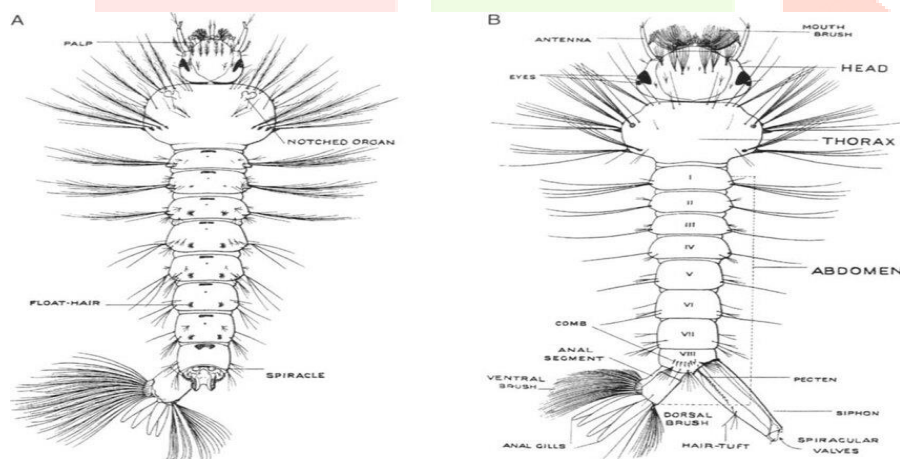 A
PALP
NOTCHED ORGAN
FLOAT-HAIR
SPIRACLE
B
ANTENNA
MOUTH
BRUSH
EYES
HEAD
THORAX
I
II
III
IV
V
VI
VII
VIII
ABDOMEN
COMB
ANAL
SEGMENT
VENTRAL
BRUSH
PECTEN
SIPHON
DORSAL
BRUSH
ANAL GILLS
HAIR-TUFT
SPIRACULAR
VALVES